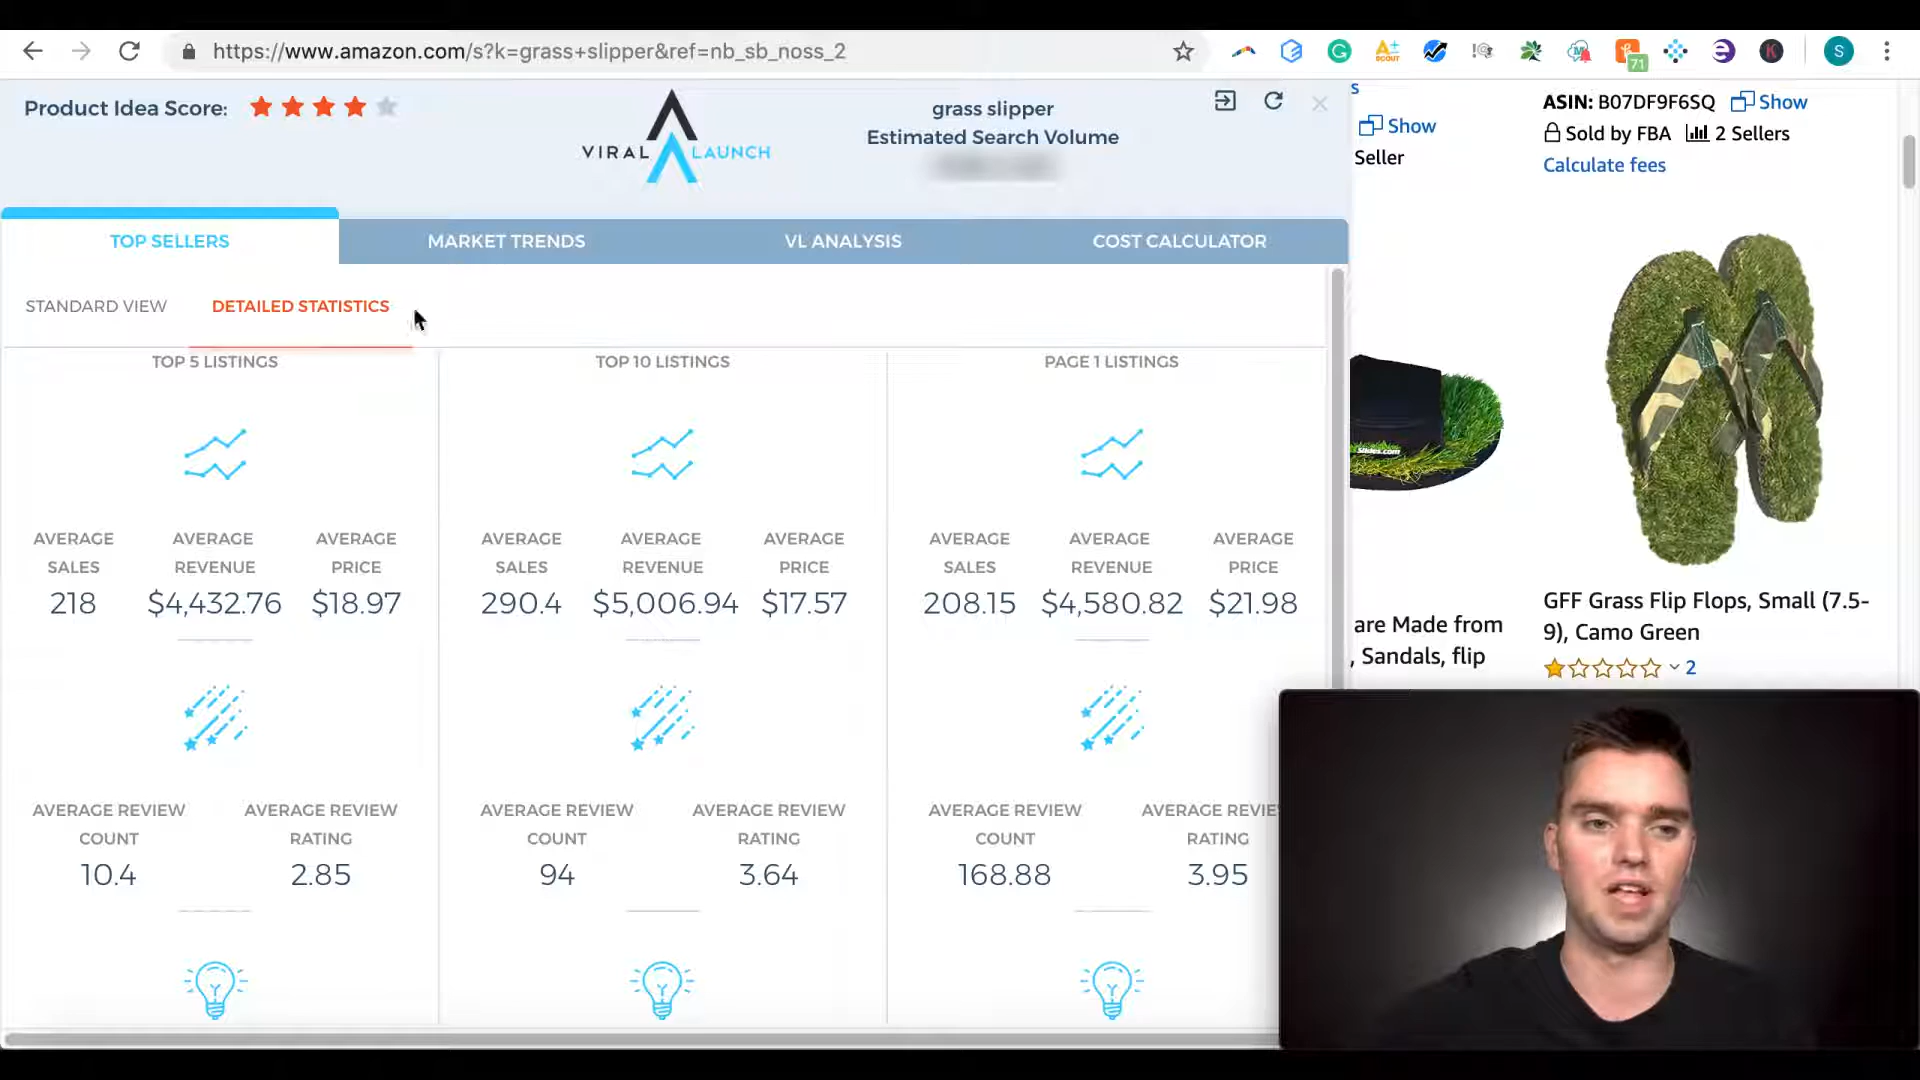 https://www.amazon.com/s?k=grass+slipper&ref=nb_sb_noss_2
A+
SCOUT
71
S
K
Product Idea Score:
VIRAL LAUNCH
grass slipper
Estimated Search Volume
s
Show
Seller
ASIN: B07DF9F6SQ Show
Sold by FBA 2 Sellers
Calculate fees
TOP SELLERS
MARKET TRENDS
VL ANALYSIS
COST CALCULATOR
STANDARD VIEW
DETAILED STATISTICS
TOP 5 LISTINGS
TOP 10 LISTINGS
PAGE 1 LISTINGS
AVERAGE SALES
218
AVERAGE REVENUE
$4,432.76
AVERAGE PRICE
$18.97
AVERAGE SALES
290.4
AVERAGE REVENUE
$5,006.94
AVERAGE PRICE
$17.57
AVERAGE SALES
208.15
AVERAGE REVENUE
$4,580.82
AVERAGE PRICE
$21.98
AVERAGE REVIEW COUNT
10.4
AVERAGE REVIEW RATING
2.85
AVERAGE REVIEW COUNT
94
AVERAGE REVIEW RATING
3.64
AVERAGE REVIEW COUNT
168.88
AVERAGE REVIE
RATING
3.95
slides.com
are Made from
, Sandals, flip
GFF Grass Flip Flops, Small (7.5-
9), Camo Green
2